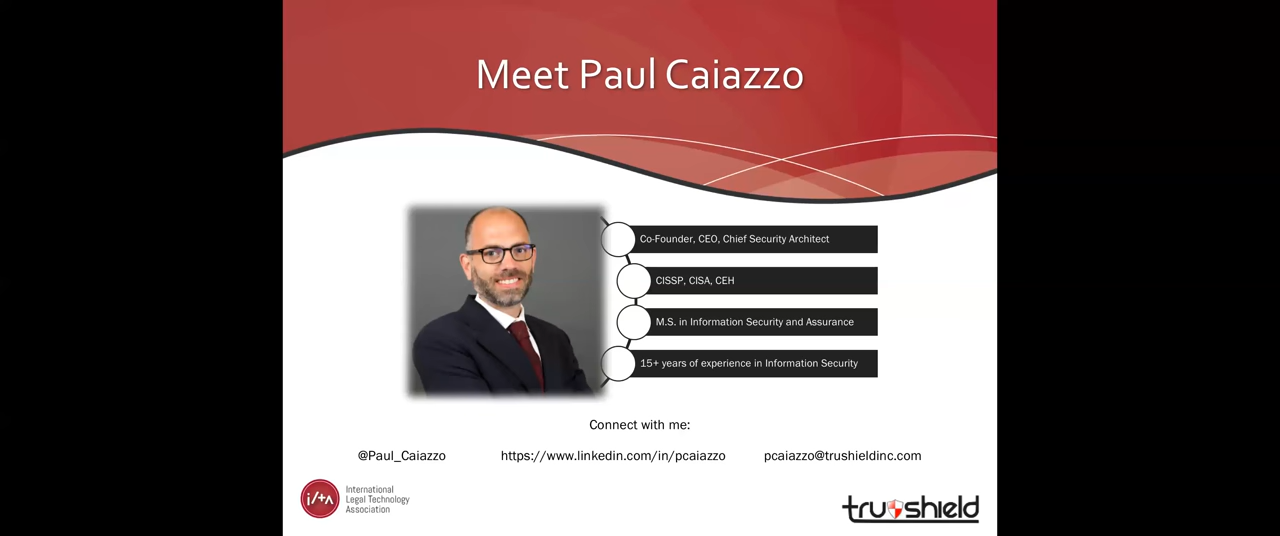 Meet Paul Caiazzo
Co-Founder, CEO, Chief Security Architect
CISSP, CISA, CEH
M.S. in Information Security and Assurance
15+ years of experience in Information Security
Connect with me:
@Paul_Caiazzo https://www.linkedin.com/in/pcaiazzo pcaiazzo@trushieldinc.com
i/t∧
International
Legal Technology
Association
trushield